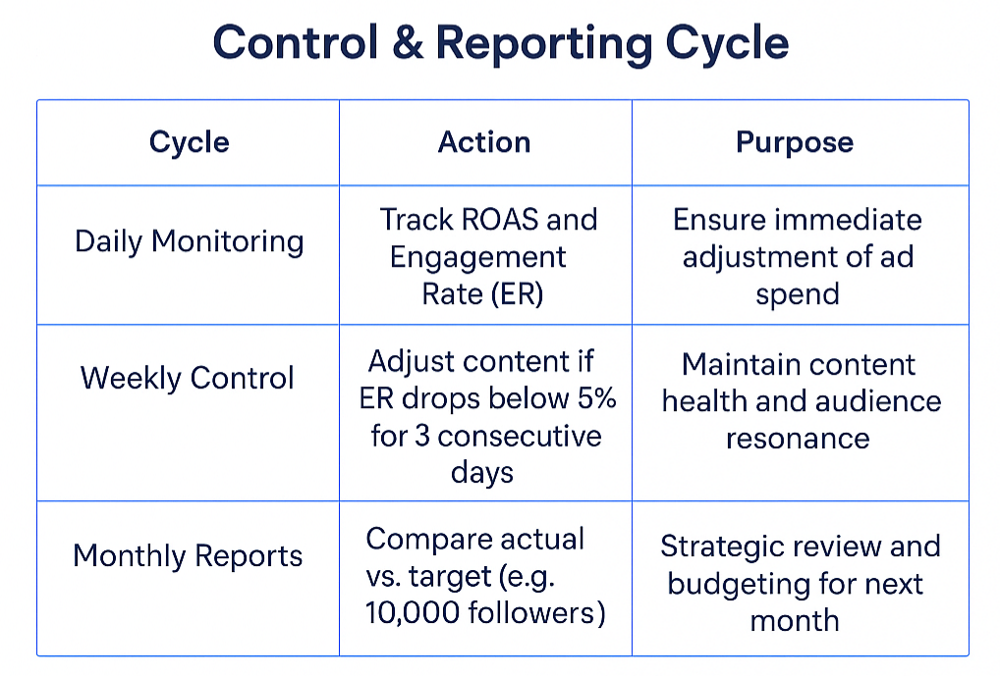 Control & Reporting Cycle
Cycle
Action
Purpose
Daily Monitoring
Track ROAS and
Engagement
Rate (ER)
Ensure immediate
adjustment of ad
spend
Weekly Control
Adjust content if
ER drops below 5%
for 3 consecutive
days
Maintain content
health and audience
resonance
Monthly Reports
Compare actual
vs. target (e.g.
10,000 followers)
Strategic review and
budgeting for next
month